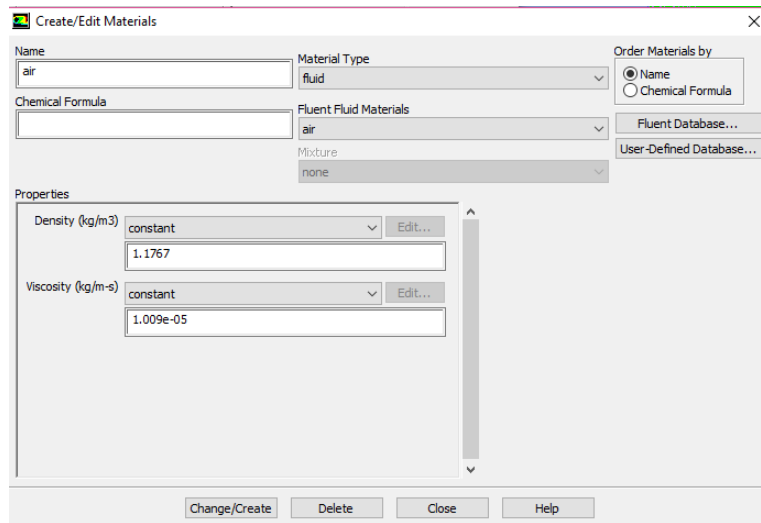 Create/Edit Materials
Name
air
Chemical Formula
Material Type
fluid
Fluent Fluid Materials
air
Mixture
none
Order Materials by
Name
Chemical Formula
Fluent Database...
User-Defined Database...
Properties
Density (kg/m3) constant Edit...
1.1767
Viscosity (kg/m-s) constant Edit...
1.009e-05
Change/Create Delete Close Help